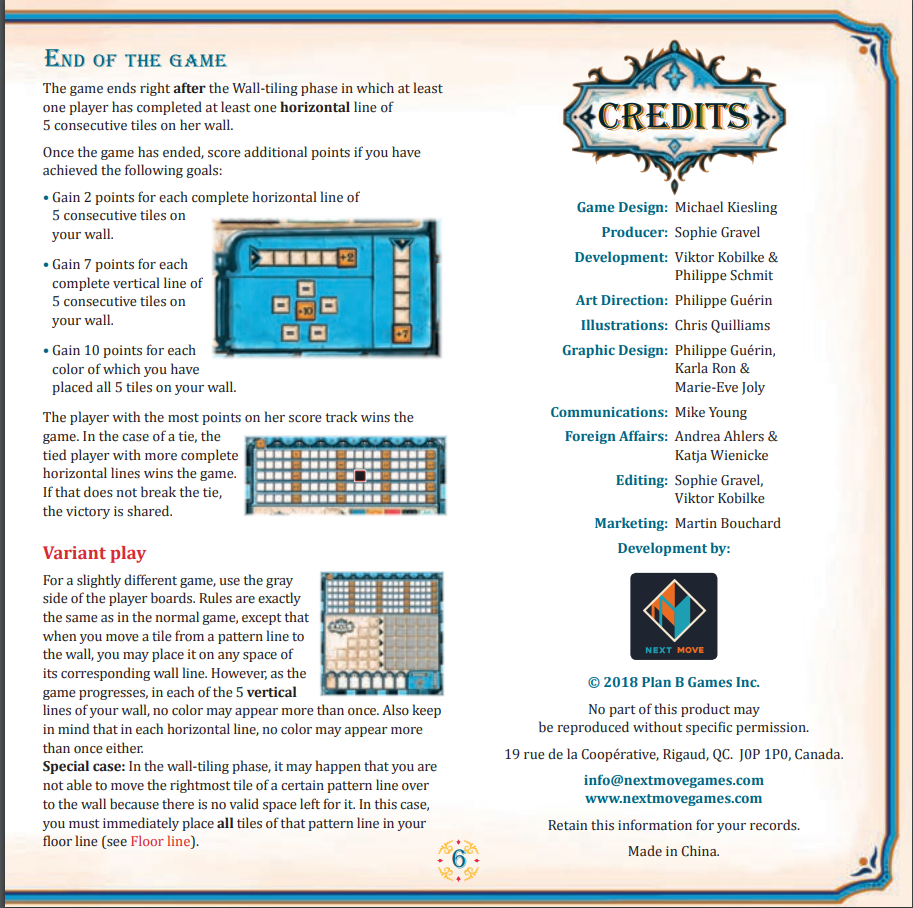 END OF THE GAME
The game ends right after the Wall-tiling phase in which at least
one player has completed at least one horizontal line of
5 consecutive tiles on her wall.
Once the game has ended, score additional points if you have
achieved the following goals:
• Gain 2 points for each complete horizontal line of
5 consecutive tiles on
your wall.
• Gain 7 points for each
complete vertical line of
5 consecutive tiles on
your wall.
• Gain 10 points for each
color of which you have
placed all 5 tiles on your wall.
+2
+10
+7
The player with the most points on her score track wins the
game. In the case of a tie, the
tied player with more complete
horizontal lines wins the game.
If that does not break the tie,
the victory is shared.
Variant play
For a slightly different game, use the gray
side of the player boards. Rules are exactly
the same as in the normal game, except that
when you move a tile from a pattern line to
the wall, you may place it on any space of
its corresponding wall line. However, as the
game progresses, in each of the 5 vertical
lines of your wall, no color may appear more than once. Also keep
in mind that in each horizontal line, no color may appear more
than once either.
Special case: In the wall-tiling phase, it may happen that you are
not able to move the rightmost tile of a certain pattern line over
to the wall because there is no valid space left for it. In this case,
you must immediately place all tiles of that pattern line in your
floor line (see Floor line).
6
CREDITS
Game Design: Michael Kiesling
Producer: Sophie Gravel
Development: Viktor Kobilke &
Philippe Schmit
Art Direction: Philippe Guérin
Illustrations: Chris Quilliams
Graphic Design: Philippe Guérin,
Karla Ron &
Marie-Eve Joly
Communications: Mike Young
Foreign Affairs: Andrea Ahlers &
Katja Wienicke
Editing: Sophie Gravel,
Viktor Kobilke
Marketing: Martin Bouchard
Development by:
NEXT MOVE
© 2018 Plan B Games Inc.
No part of this product may
be reproduced without specific permission.
19 rue de la Coopérative, Rigaud, QC. J0P 1P0, Canada.
info@nextmovegames.com
www.nextmovegames.com
Retain this information for your records.
Made in China.